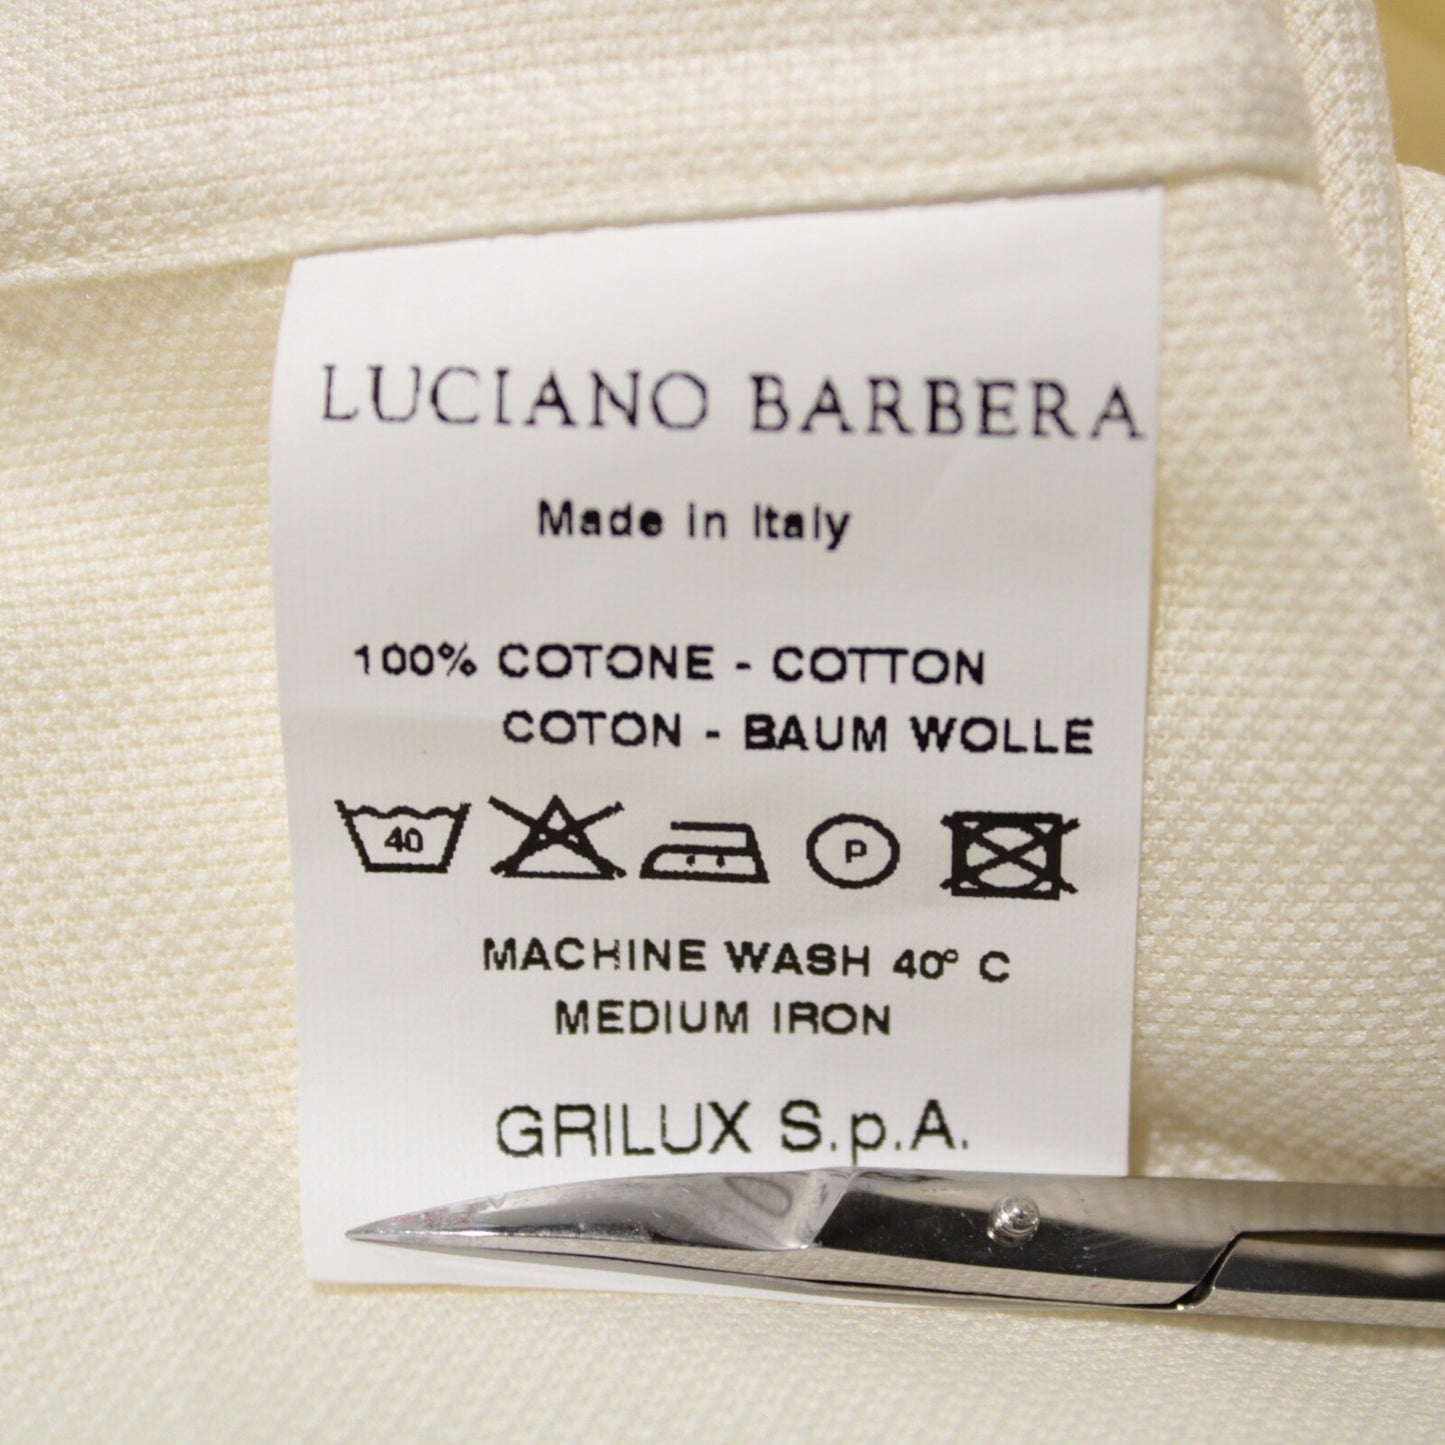 LUCIANO BARBERA
Made in Italy
100% COTONE - COTTON
COTON - BAUM WOLLE
40 P
MACHINE WASH 40° C
MEDIUM IRON
GRILUX S.p.A.